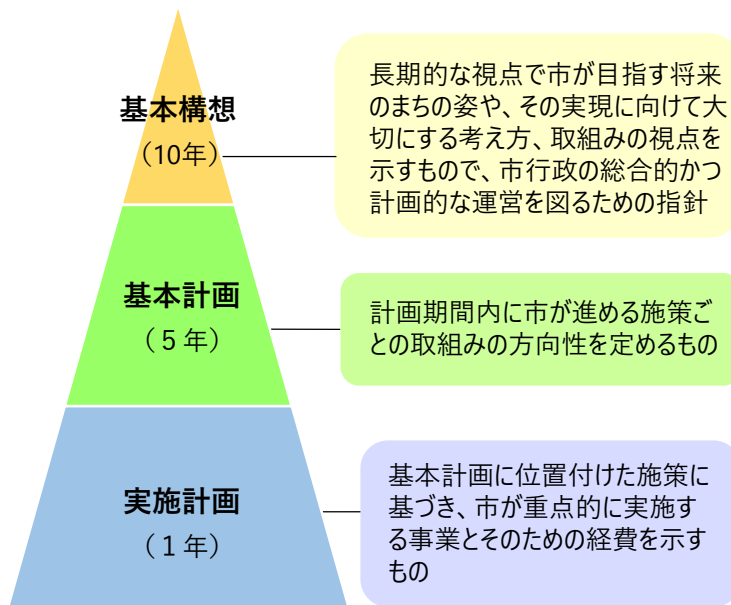 基本構想
（10年）
長期的な視点で市が目指す将来
のまちの姿や、その実現に向けて大
切にする考え方、取組みの視点を
示すもので、市行政の総合的かつ
計画的な運営を図るための指針
基本計画
（５年）
計画期間内に市が進める施策ご
との取組みの方向性を定めるもの
実施計画
（１年）
基本計画に位置付けた施策に
基づき、市が重点的に実施す
る事業とそのための経費を示す
もの